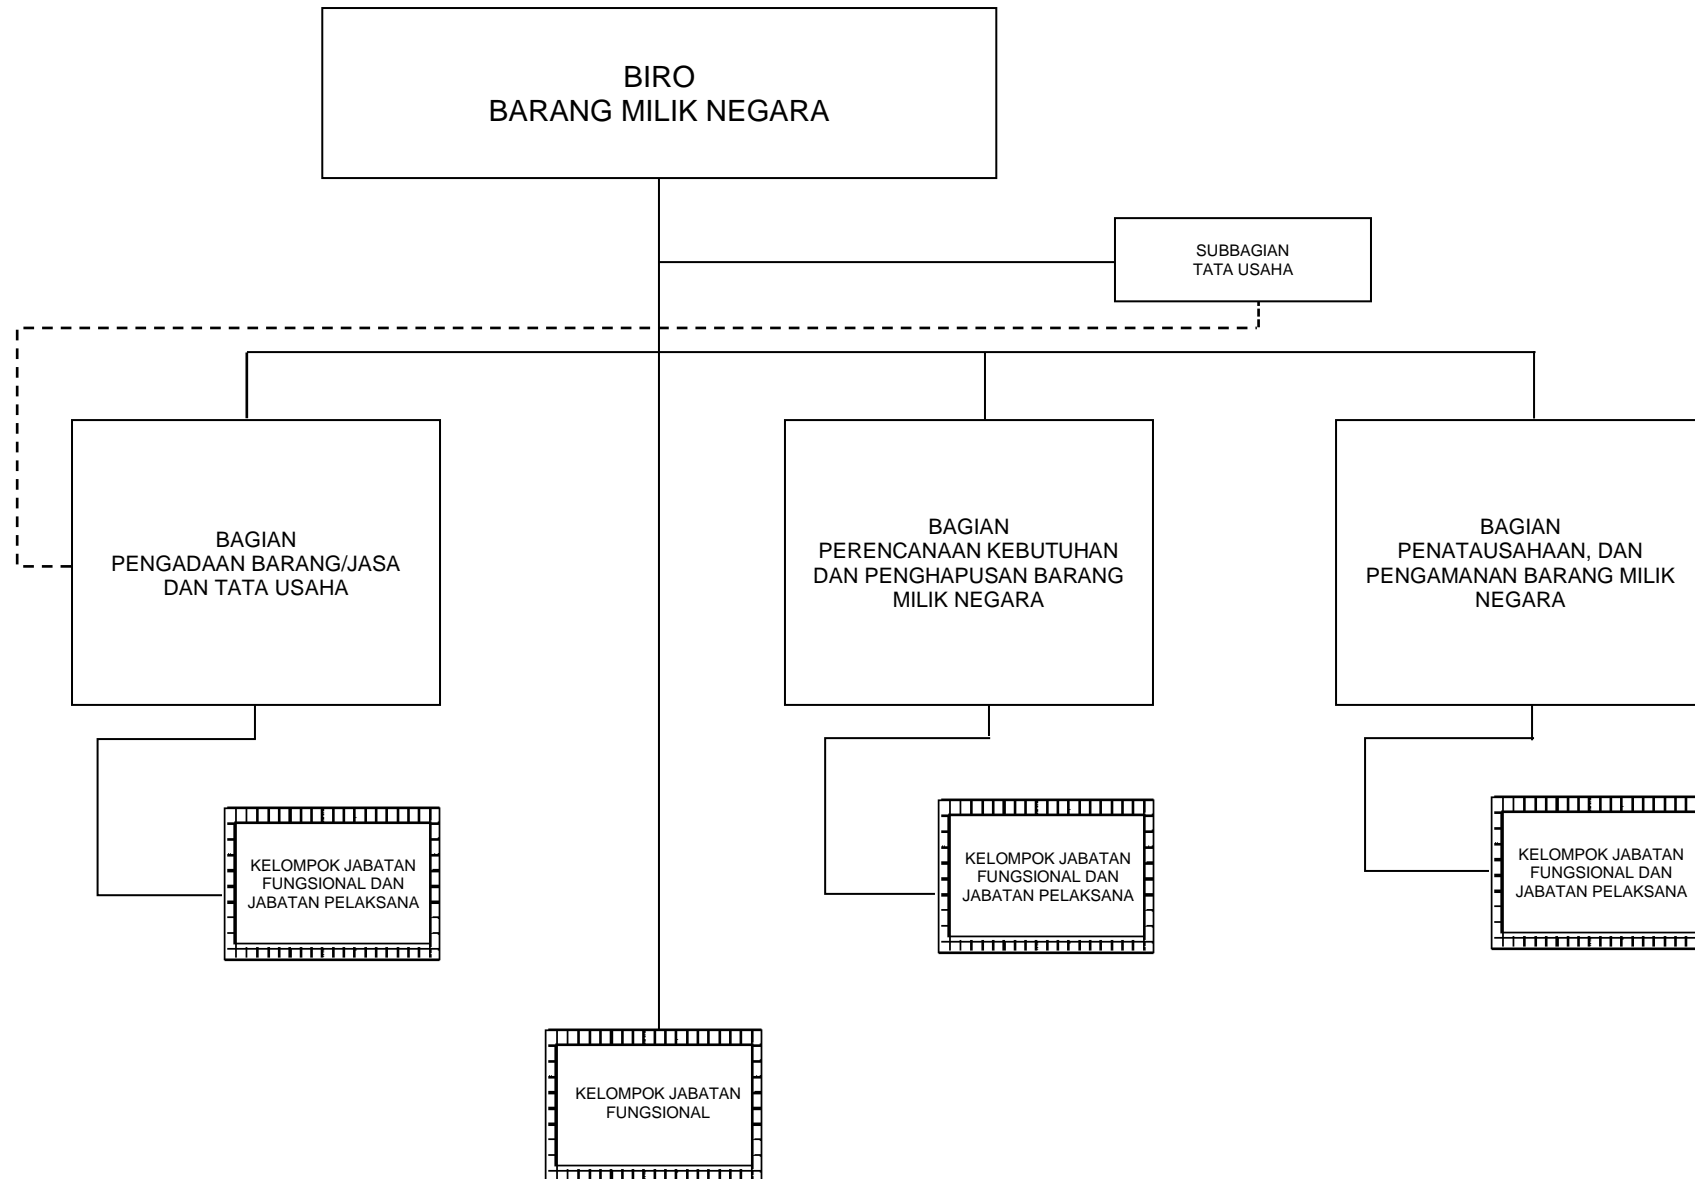 BIRO
BARANG MILIK NEGARA
SUBBAGIAN
TATA USAHA
BAGIAN
PENGADAAN BARANG/JASA
DAN TATA USAHA
BAGIAN
PERENCANAAN KEBUTUHAN
DAN PENGHAPUSAN BARANG
MILIK NEGARA
BAGIAN
PENATAUSAHAAN, DAN
PENGAMANAN BARANG MILIK
NEGARA
KELOMPOK JABATAN
FUNGSIONAL DAN
JABATAN PELAKSANA
KELOMPOK JABATAN
FUNGSIONAL DAN
JABATAN PELAKSANA
KELOMPOK JABATAN
FUNGSIONAL DAN
JABATAN PELAKSANA
KELOMPOK JABATAN
FUNGSIONAL